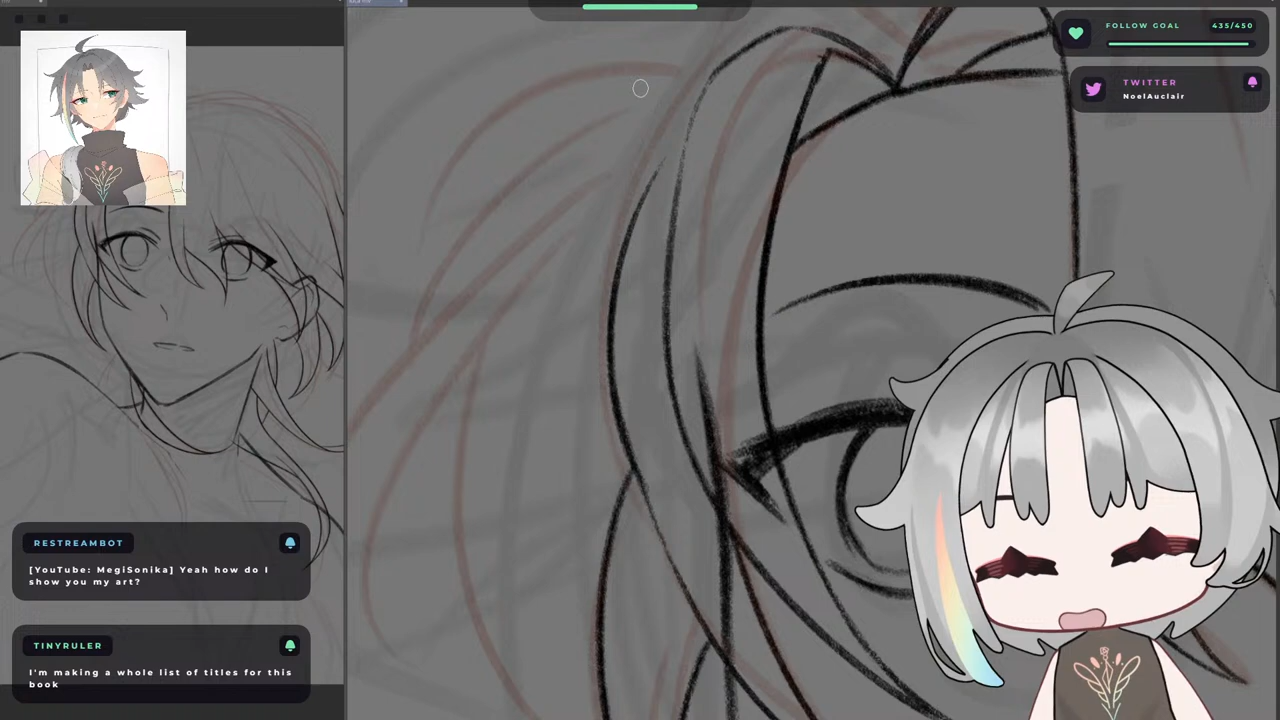 FOLLOW GOAL
435/450
TWITTER
NoelAuclair
RESTREAMBOT
[YouTube: MegiSonika] Yeah how do I
show you my art?
TINYRULER
I'm making a whole list of titles for this
book